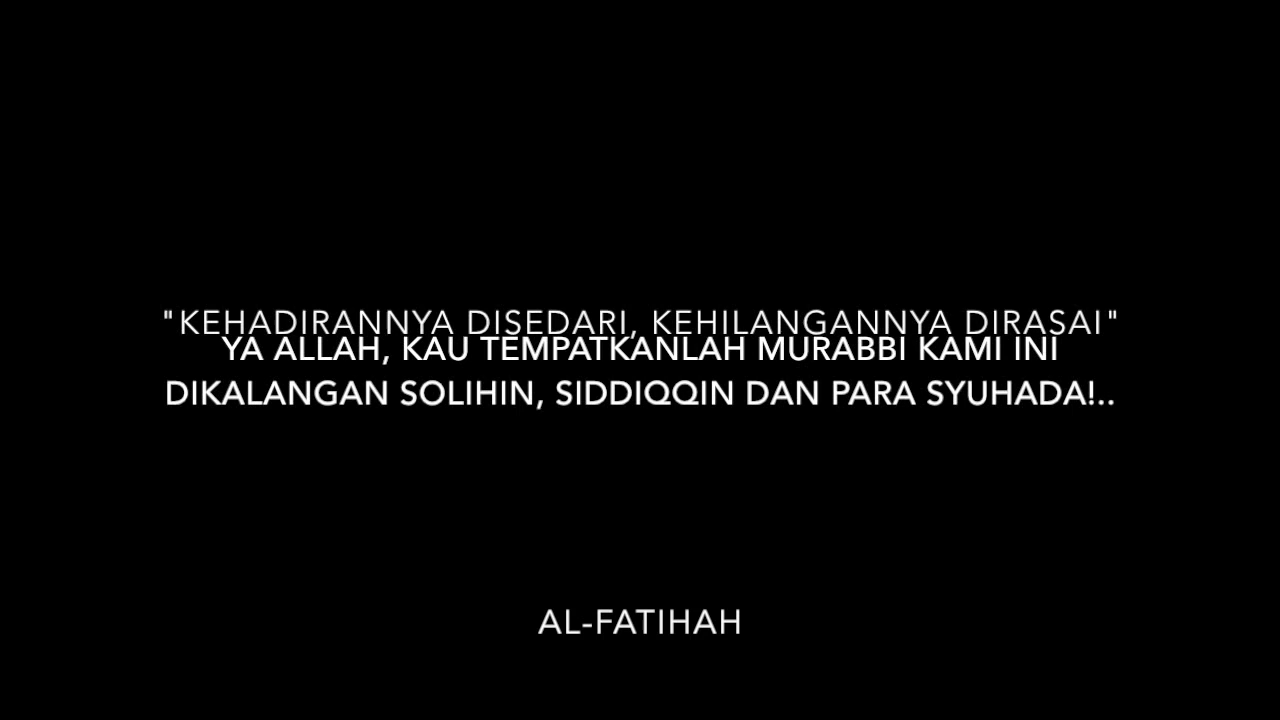 "KEHADIRANNYA DISEDARI, KEHILANGANNYA DIRASAI"
YA ALLAH, KAU TEMPATKANLAH MURABBI KAMI INI
DIKALANGAN SOLIHIN, SIDDIQQIN DAN PARA SYUHADA!..
AL-FATIHAH